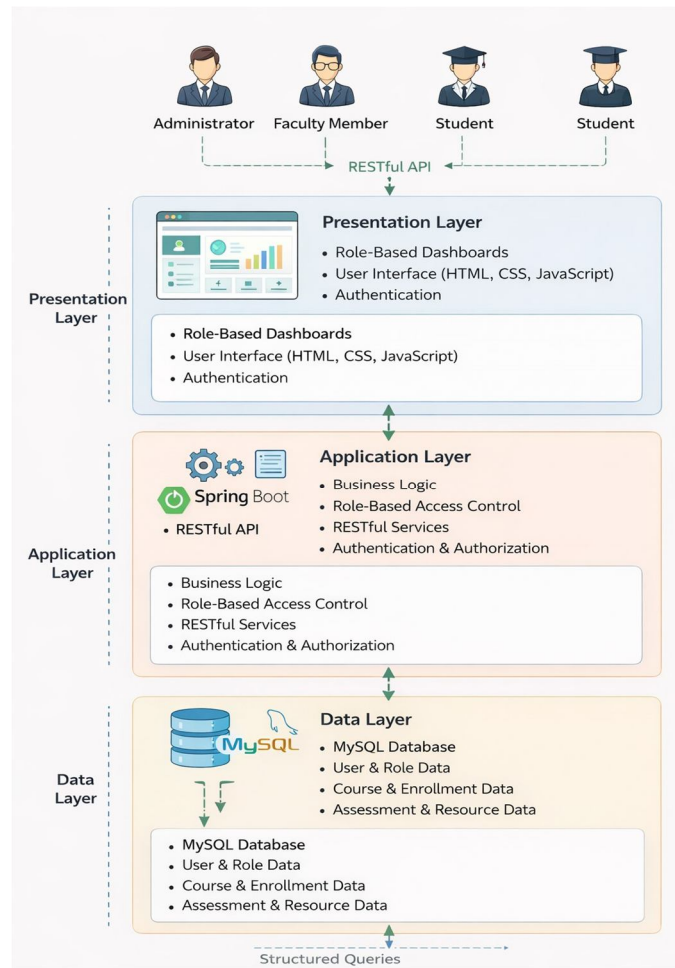 Administrator
Faculty Member
Student
Student
RESTful API
Presentation Layer
Presentation Layer
• Role-Based Dashboards
• User Interface (HTML, CSS, JavaScript)
• Authentication
• Role-Based Dashboards
• User Interface (HTML, CSS, JavaScript)
• Authentication
Application Layer
Spring Boot
• RESTful API
Application Layer
• Business Logic
• Role-Based Access Control
• RESTful Services
• Authentication & Authorization
• Business Logic
• Role-Based Access Control
• RESTful Services
• Authentication & Authorization
Data Layer
MySQL
Data Layer
• MySQL Database
• User & Role Data
• Course & Enrollment Data
• Assessment & Resource Data
• MySQL Database
• User & Role Data
• Course & Enrollment Data
• Assessment & Resource Data
Structured Queries